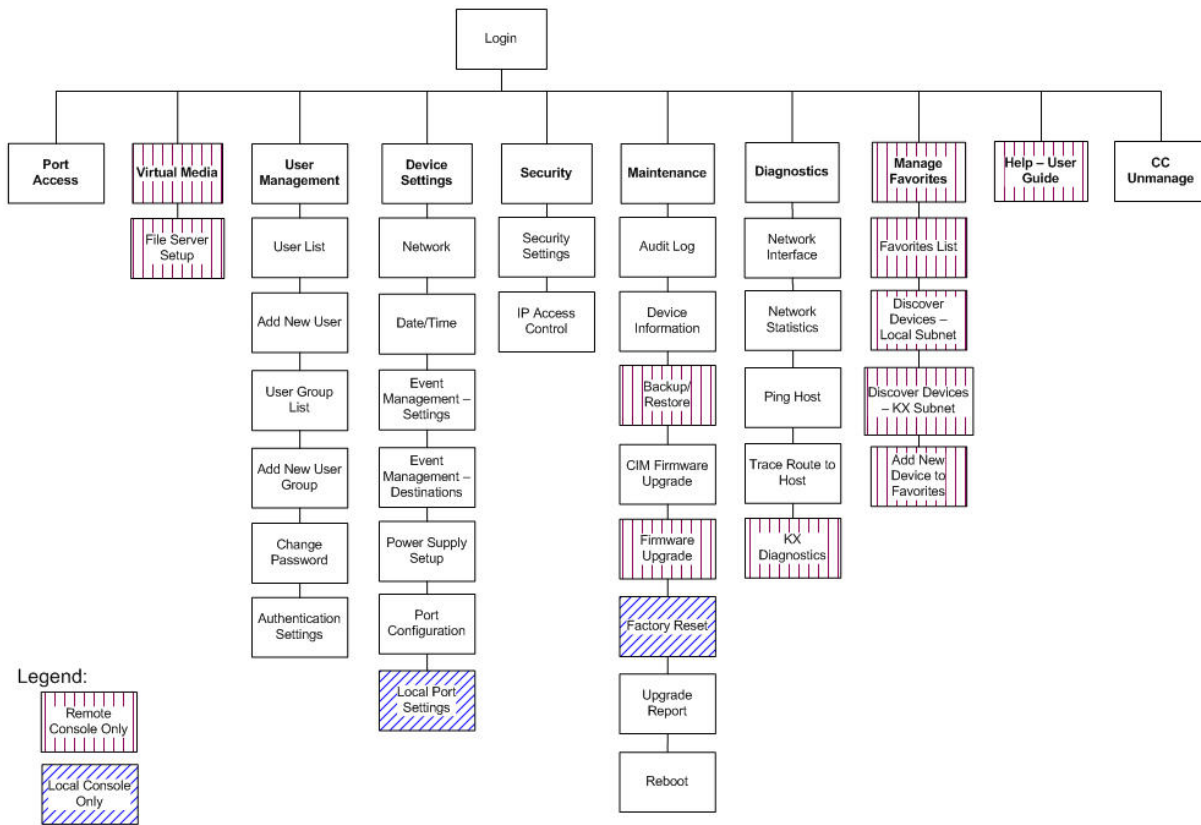 Login
Port
Access
Virtual Media
File Server
Setup
User
Management
User List
Add New User
User Group
List
Add New User
Group
Change
Password
Authentication
Settings
Device
Settings
Network
Date/Time
Event
Management –
Settings
Event
Management –
Destinations
Power Supply
Setup
Port
Configuration
Local Port
Settings
Security
Security
Settings
IP Access
Control
Maintenance
Audit Log
Device
Information
Backup/
Restore
CIM Firmware
Upgrade
Firmware
Upgrade
Factory Reset
Upgrade
Report
Reboot
Diagnostics
Network
Interface
Network
Statistics
Ping Host
Trace Route to
Host
KX
Diagnostics
Manage
Favorites
Favorites List
Discover
Devices –
Local Subnet
Discover Devices
– KX Subnet
Add New
Device to
Favorites
Help – User
Guide
CC
Unmanage
Legend:
Remote
Console Only
Local Console
Only